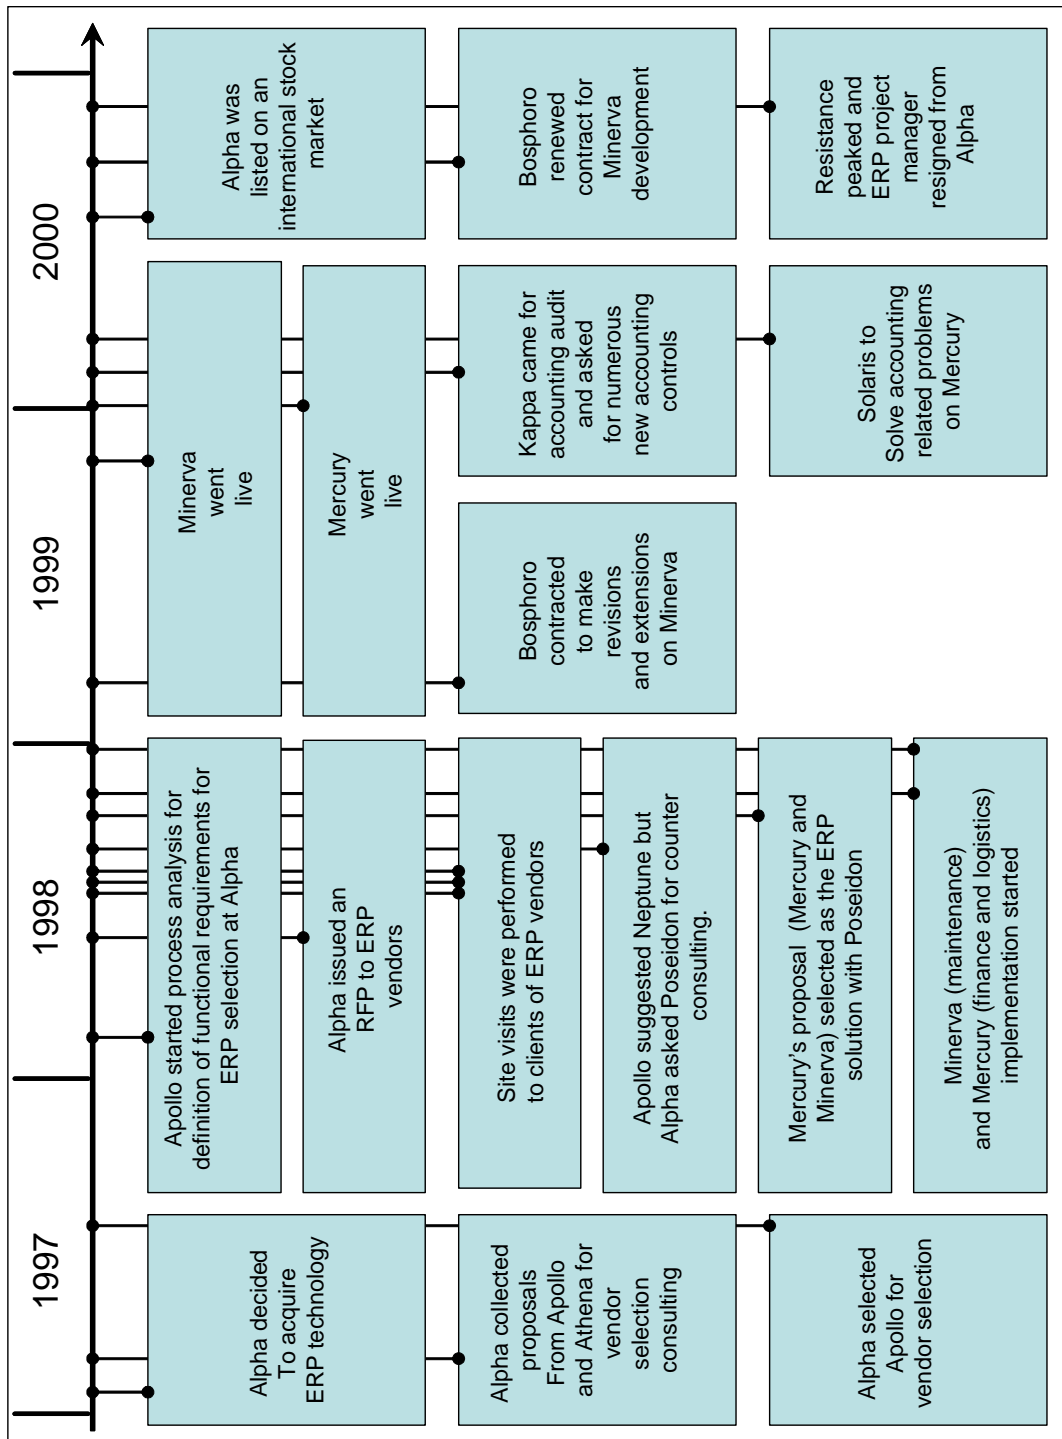 1997
1998
1999
2000
Alpha decided
To acquire
ERP technology
Alpha collected
proposals
From Apollo
and Athena for
vendor
selection
consulting
Alpha selected
Apollo for
vendor selection
Apollo started process analysis for
definition of functional requirements for
ERP selection at Alpha
Alpha issued an
RFP to ERP
vendors
Site visits were performed
to clients of ERP vendors
Apollo suggested Neptune but
Alpha asked Poseidon for counter
consulting.
Mercury's proposal (Mercury and
Minerva) selected as the ERP
solution with Poseidon
Minerva (maintenance)
and Mercury (finance and logistics)
implementation started
Minerva
went
live
Mercury
went
live
Bosphoro
contracted
to make
revisions
and extensions
on Minerva
Kappa came for
accounting audit
and asked
for numerous
new accounting
controls
Solaris to
Solve accounting
related problems
on Mercury
Alpha was
listed on an
international stock
market
Bosphoro
renewed
contract for
Minerva
development
Resistance
peaked and
ERP project
manager
resigned from
Alpha